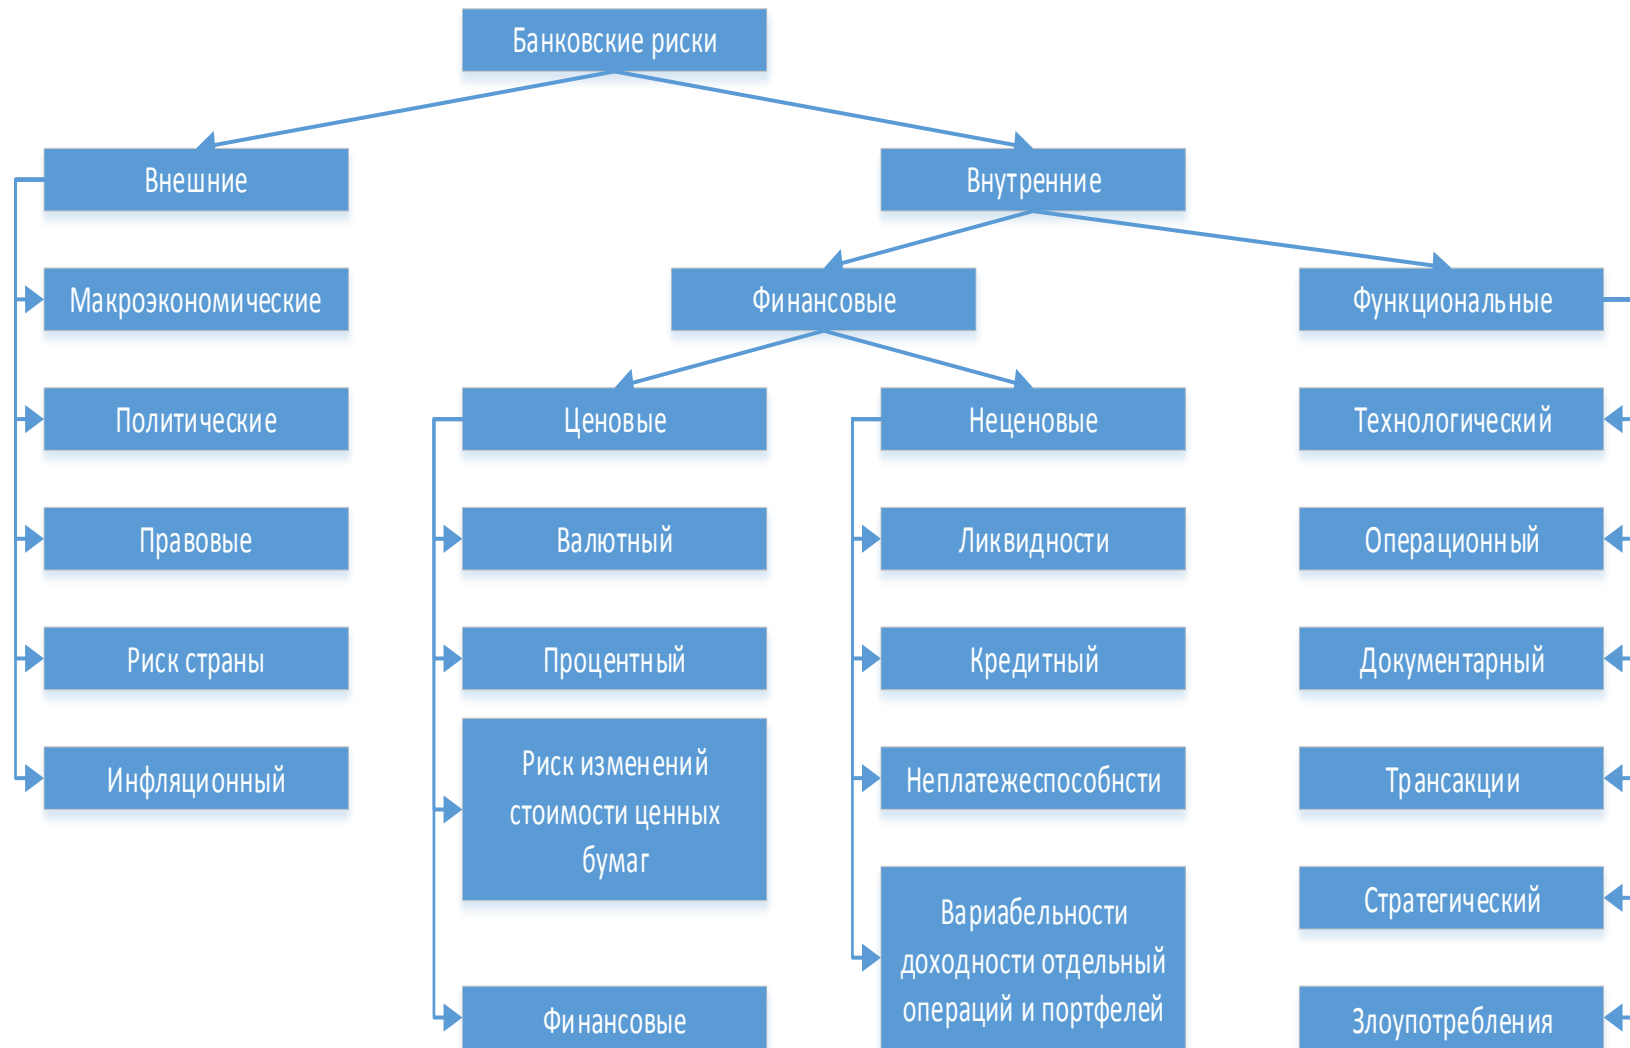 Банковские риски
Внешние
Внутренние
Макроэкономические
Финансовые
Функциональные
Политические
Ценовые
Неценовые
Технологический
Правовые
Валютный
Ликвидности
Операционный
Риск страны
Процентный
Кредитный
Документарный
Инфляционный
Риск изменений
стоимости ценных
бумаг
Неплатежеспособнсти
Трансакции
Вариабельности
доходности отдельный
операций и портфелей
Стратегический
Финансовые
Злоупотребления